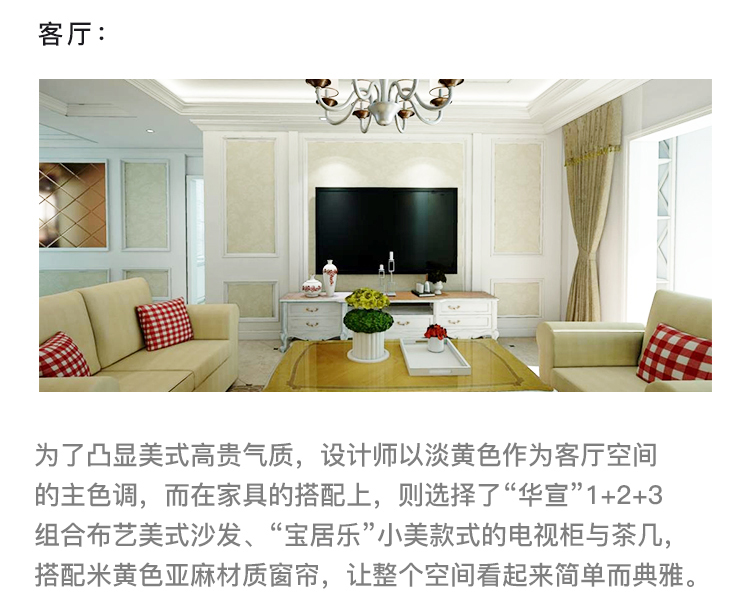 客厅：
为了凸显美式高贵气质，设计师以淡黄色作为客厅空间
的主色调，而在家具的搭配上，则选择了“华宣”1+2+3
组合布艺美式沙发、“宝居乐”小美款式的电视柜与茶几，
搭配米黄色亚麻材质窗帘，让整个空间看起来简单而典雅。